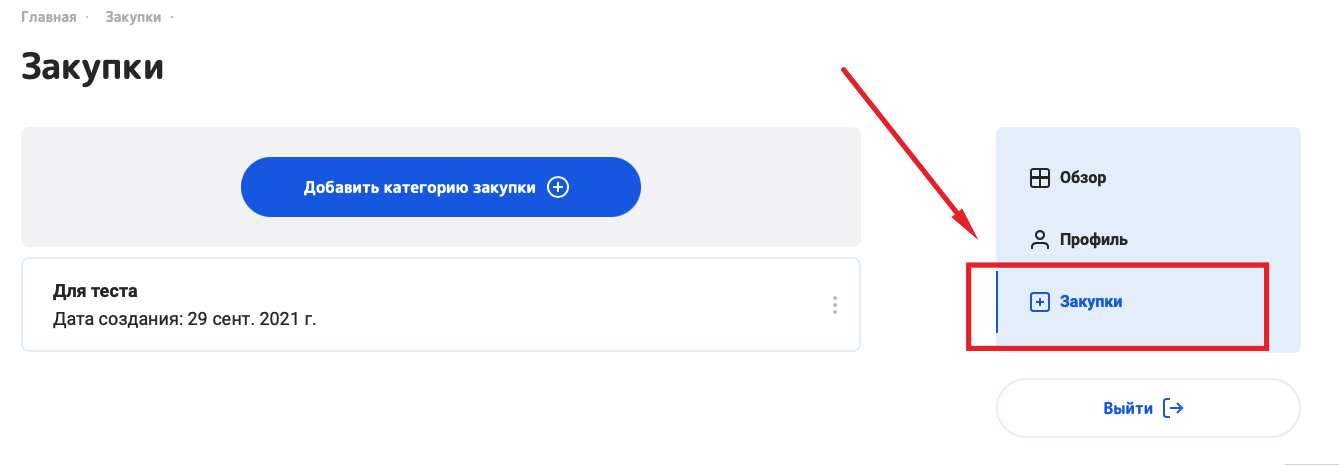 Главная · Закупки ·
Закупки
Добавить категорию закупки
Для теста
Дата создания: 29 сент. 2021 г.
Обзор
Профиль
Закупки
Выйти